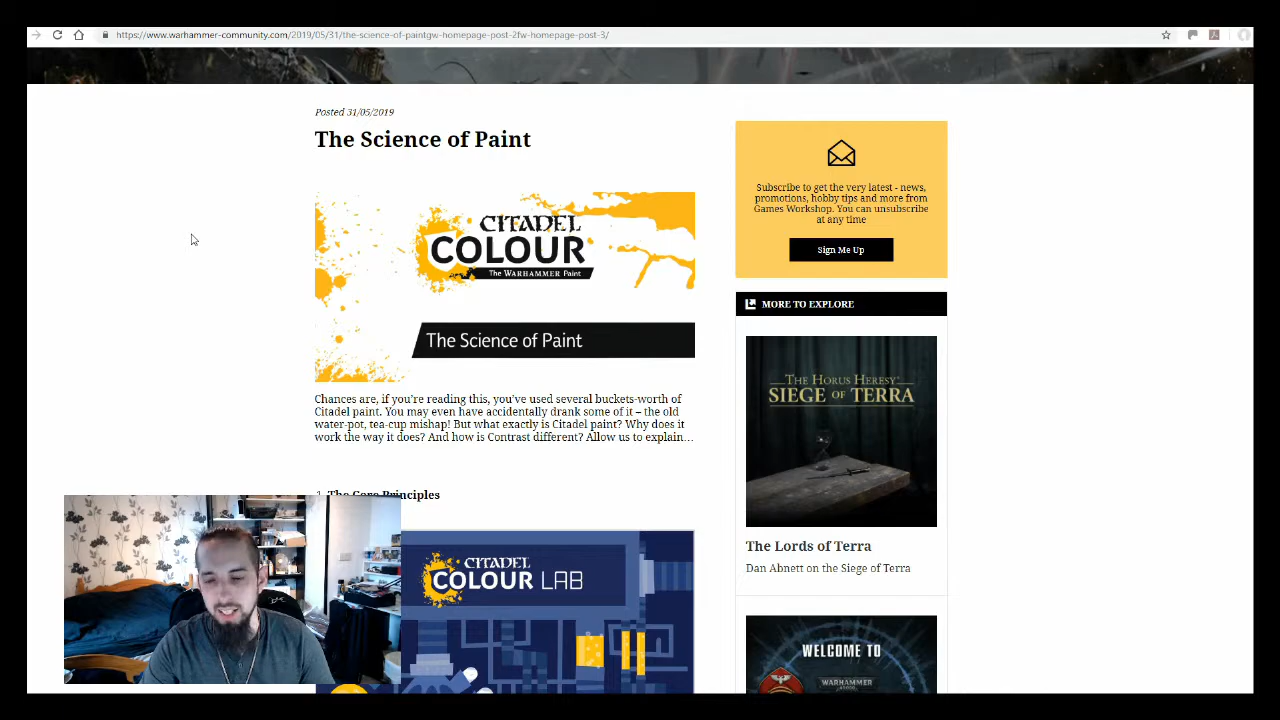 https://www.warhammer-community.com/2019/05/31/the-science-of-paintgw-homepage-post-2fw-homepage-post-3/
Posted 31/05/2019
The Science of Paint
CITADEL
COLOUR
The WARHAMMER Paint
The Science of Paint
Chances are, if you're reading this, you've used several buckets-worth of
Citadel paint. You may even have accidentally drank some of it – the old
water-pot, tea-cup mishap! But what exactly is Citadel paint? Why does it
work the way it does? And how is Contrast different? Allow us to explain…
The Core Principles
CITADEL
COLOUR LAB
Subscribe to get the very latest - news,
promotions, hobby tips and more from
Games Workshop. You can unsubscribe
at any time
Sign Me Up
MORE TO EXPLORE
THE HORUS HERESY
SIEGE OF TERRA
The Lords of Terra
Dan Abnett on the Siege of Terra
WELCOME TO
WARHAMMER